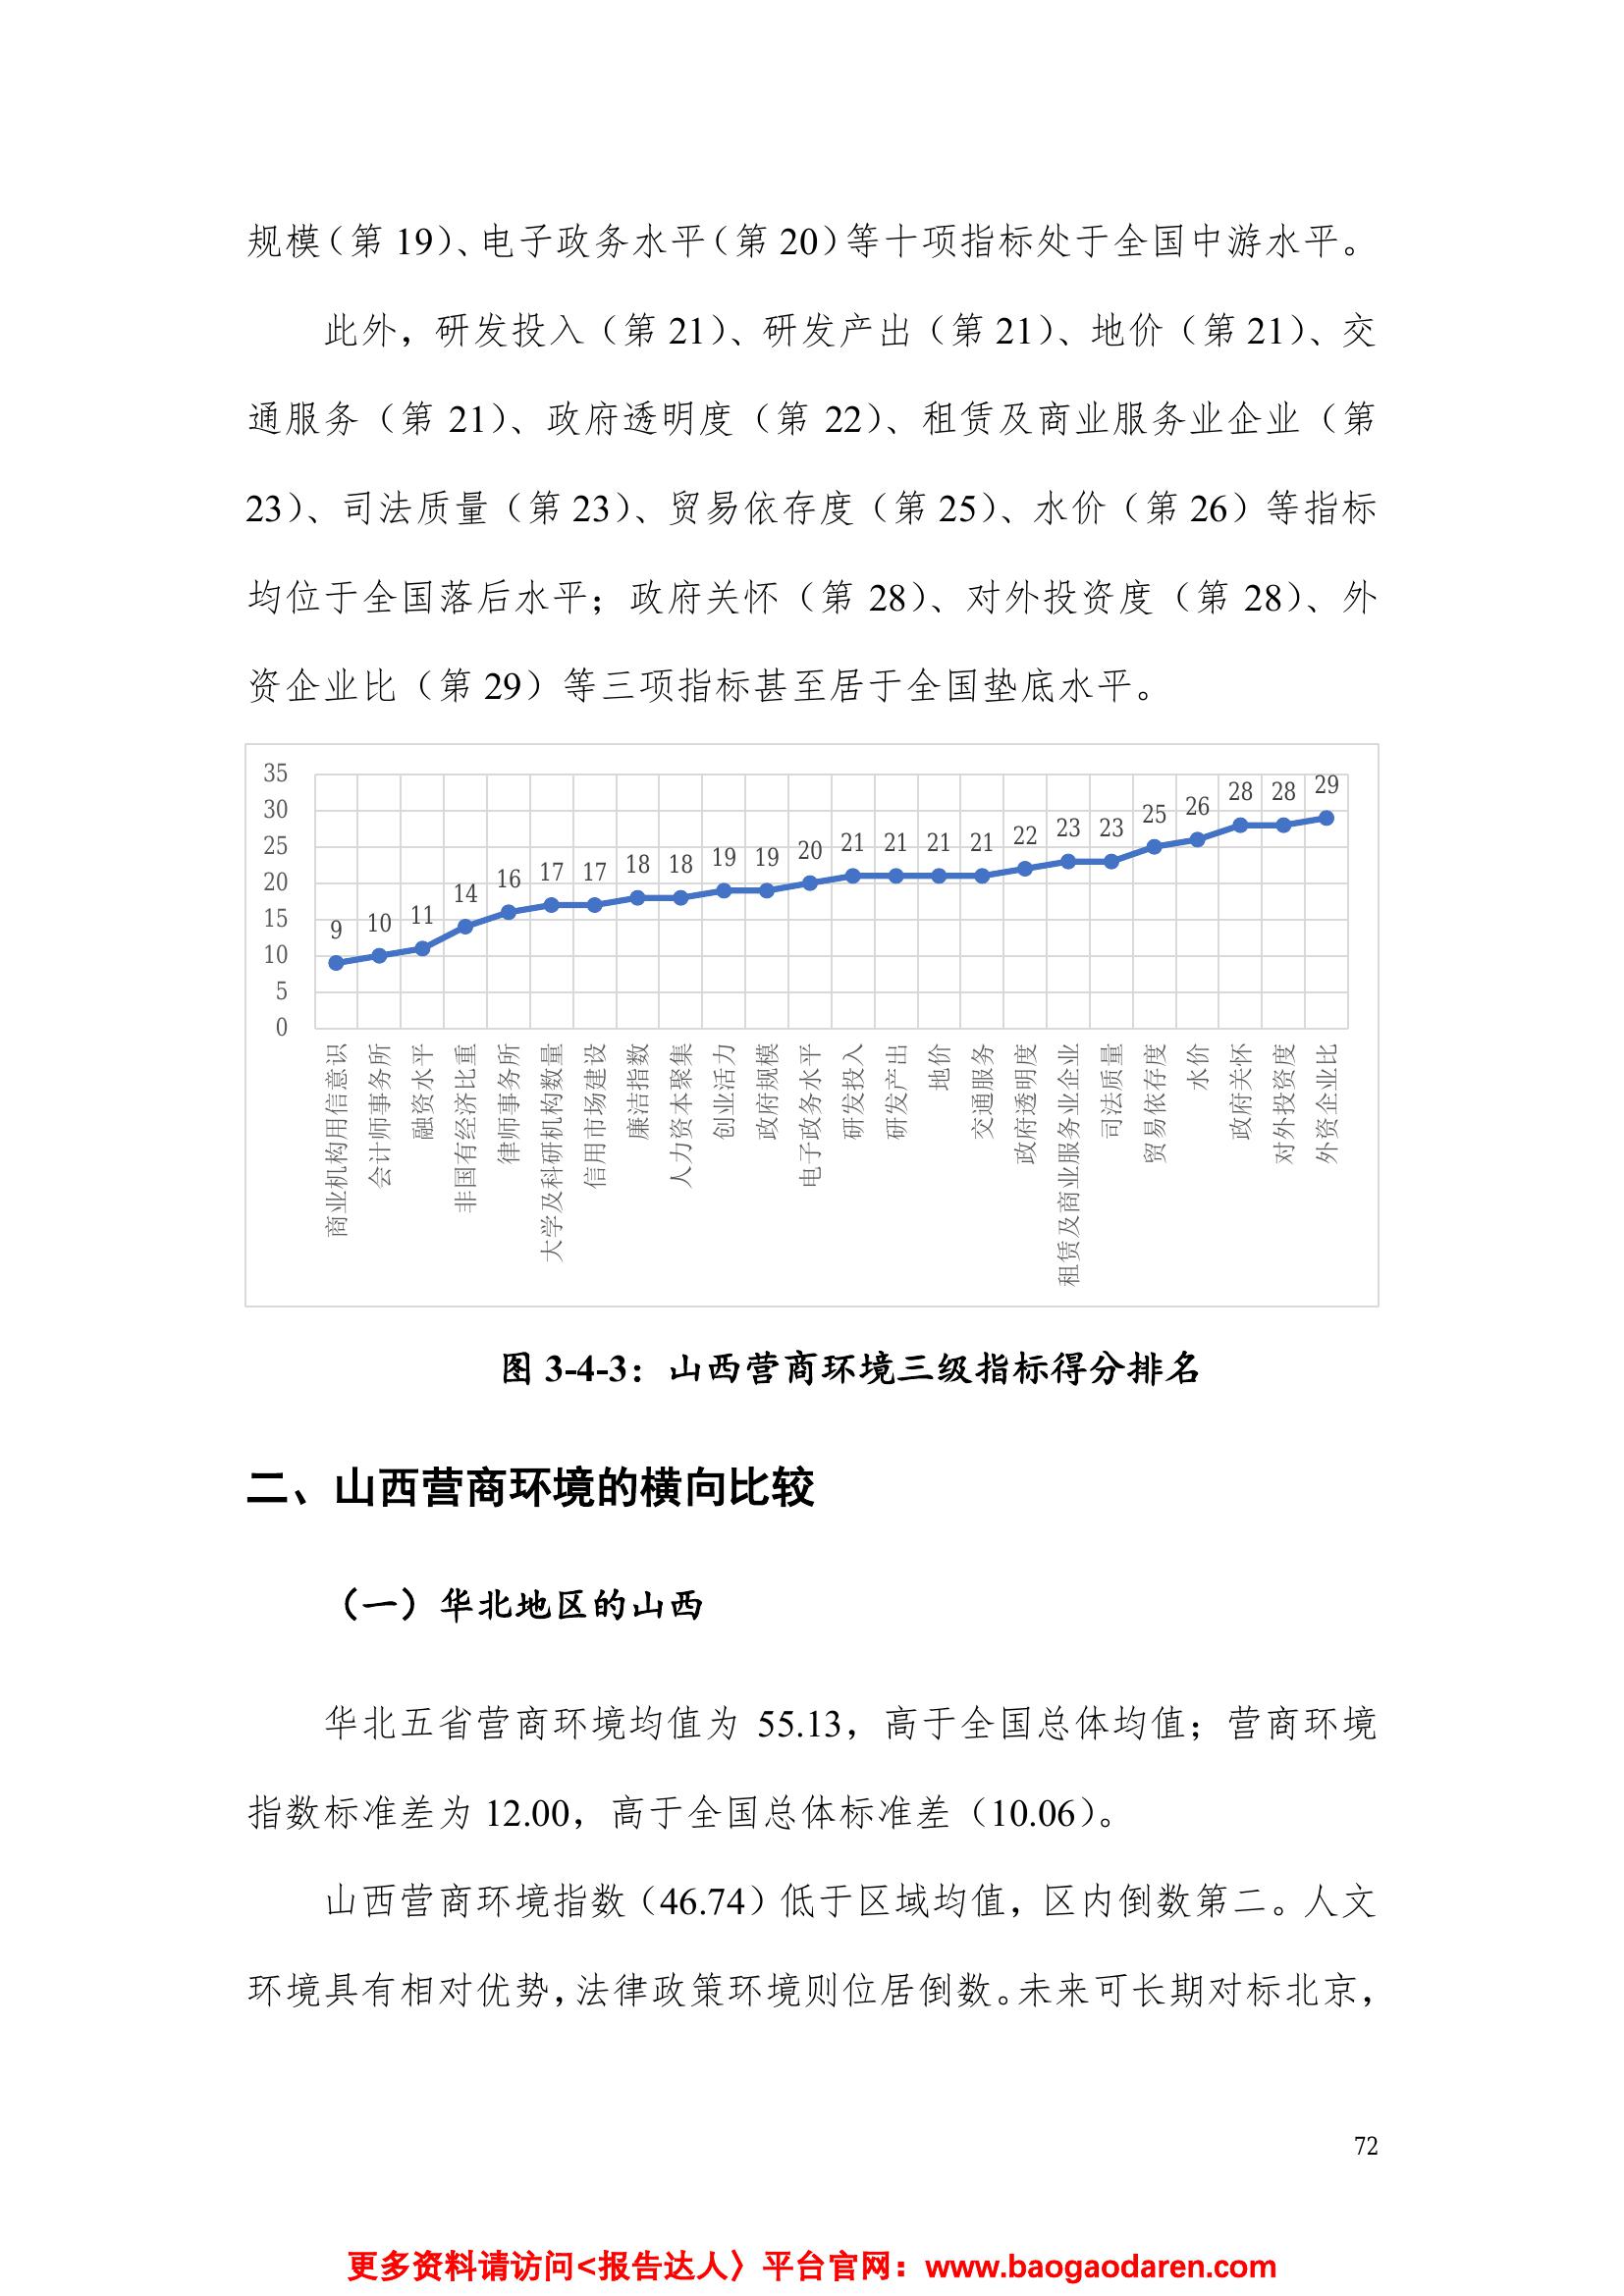 规模（第 19）、电子政务水平（第 20）等十项指标处于全国中游水平。
此外，研发投入（第 21）、研发产出（第 21）、地价（第 21）、交
通服务（第 21）、政府透明度（第 22）、租赁及商业服务业企业（第
23）、司法质量（第 23）、贸易依存度（第 25）、水价（第 26）等指标
均位于全国落后水平；政府关怀（第 28）、对外投资度（第 28）、外
资企业比（第 29）等三项指标甚至居于全国垫底水平。
35
30
25
20
15
10
5
0
9 10 11 14 16 17 17 18 18 19 19 20 21 21 21 21 22 23 23 25 26 28 28 29
商业机构用信意识
会计师事务所
融资水平
非国有经济比重
律师事务所
大学及科研机构数量
信用市场建设
廉洁指数
人力资本聚集
创业活力
政府规模
电子政务水平
研发投入
研发产出
地价
交通服务
政府透明度
租赁及商业服务业企业
司法质量
贸易依存度
水价
政府关怀
对外投资度
外资企业比
图 3-4-3：山西营商环境三级指标得分排名
二、山西营商环境的横向比较
（一）华北地区的山西
华北五省营商环境均值为 55.13，高于全国总体均值；营商环境
指数标准差为 12.00，高于全国总体标准差（10.06）。
山西营商环境指数（46.74）低于区域均值，区内倒数第二。人文
环境具有相对优势，法律政策环境则位居倒数。未来可长期对标北京，
72
更多资料请访问<报告达人〉平台官网：www.baogaodaren.com